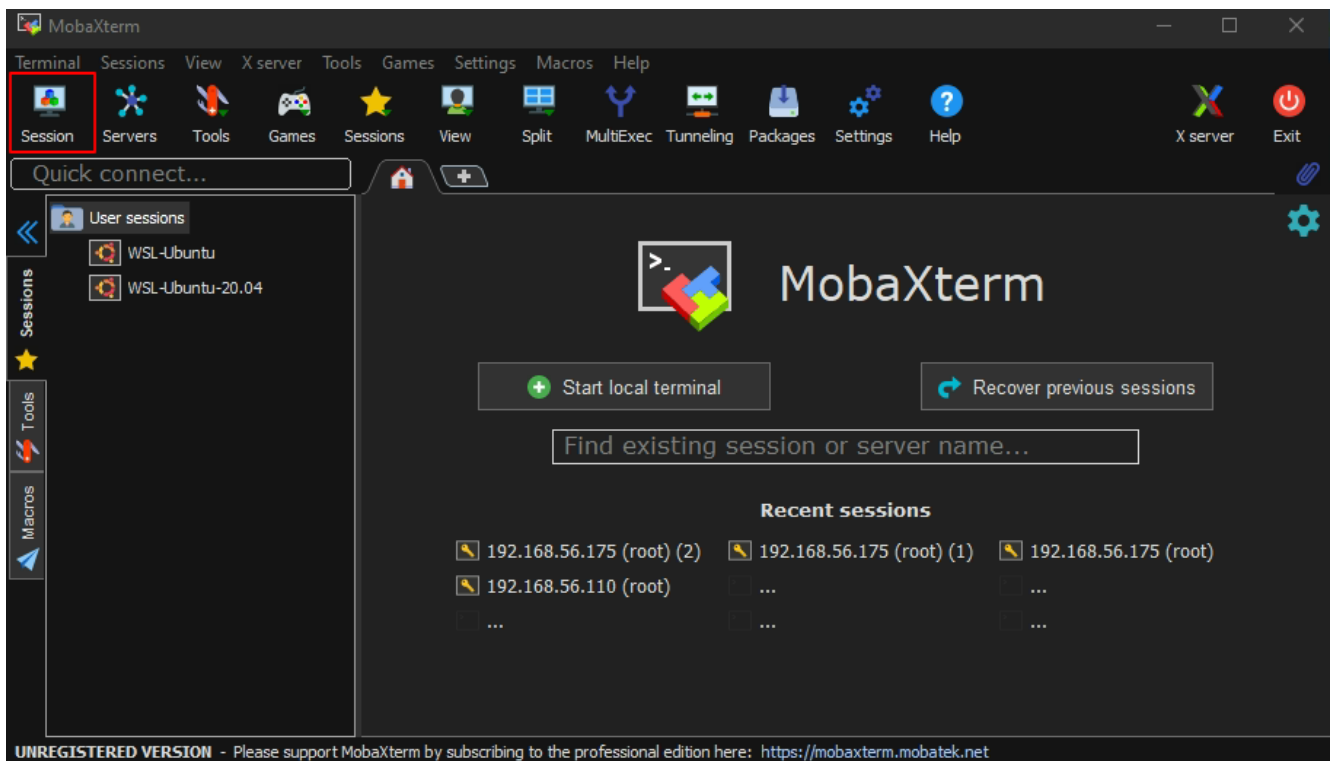 MobaXterm
Terminal Sessions View X server Tools Games Settings Macros Help
Session Servers Tools Games Sessions View Split MultiExec Tunneling Packages Settings Help X server Exit
Quick connect...
User sessions
WSL-Ubuntu
WSL-Ubuntu-20.04
Sessions
Tools
Macros
MobaXterm
Start local terminal Recover previous sessions
Find existing session or server name...
Recent sessions
192.168.56.175 (root) (2) 192.168.56.175 (root) (1) 192.168.56.175 (root)
192.168.56.110 (root) ... ...
... ... ...
UNREGISTERED VERSION - Please support MobaXterm by subscribing to the professional edition here: https://mobaxterm.mobatek.net